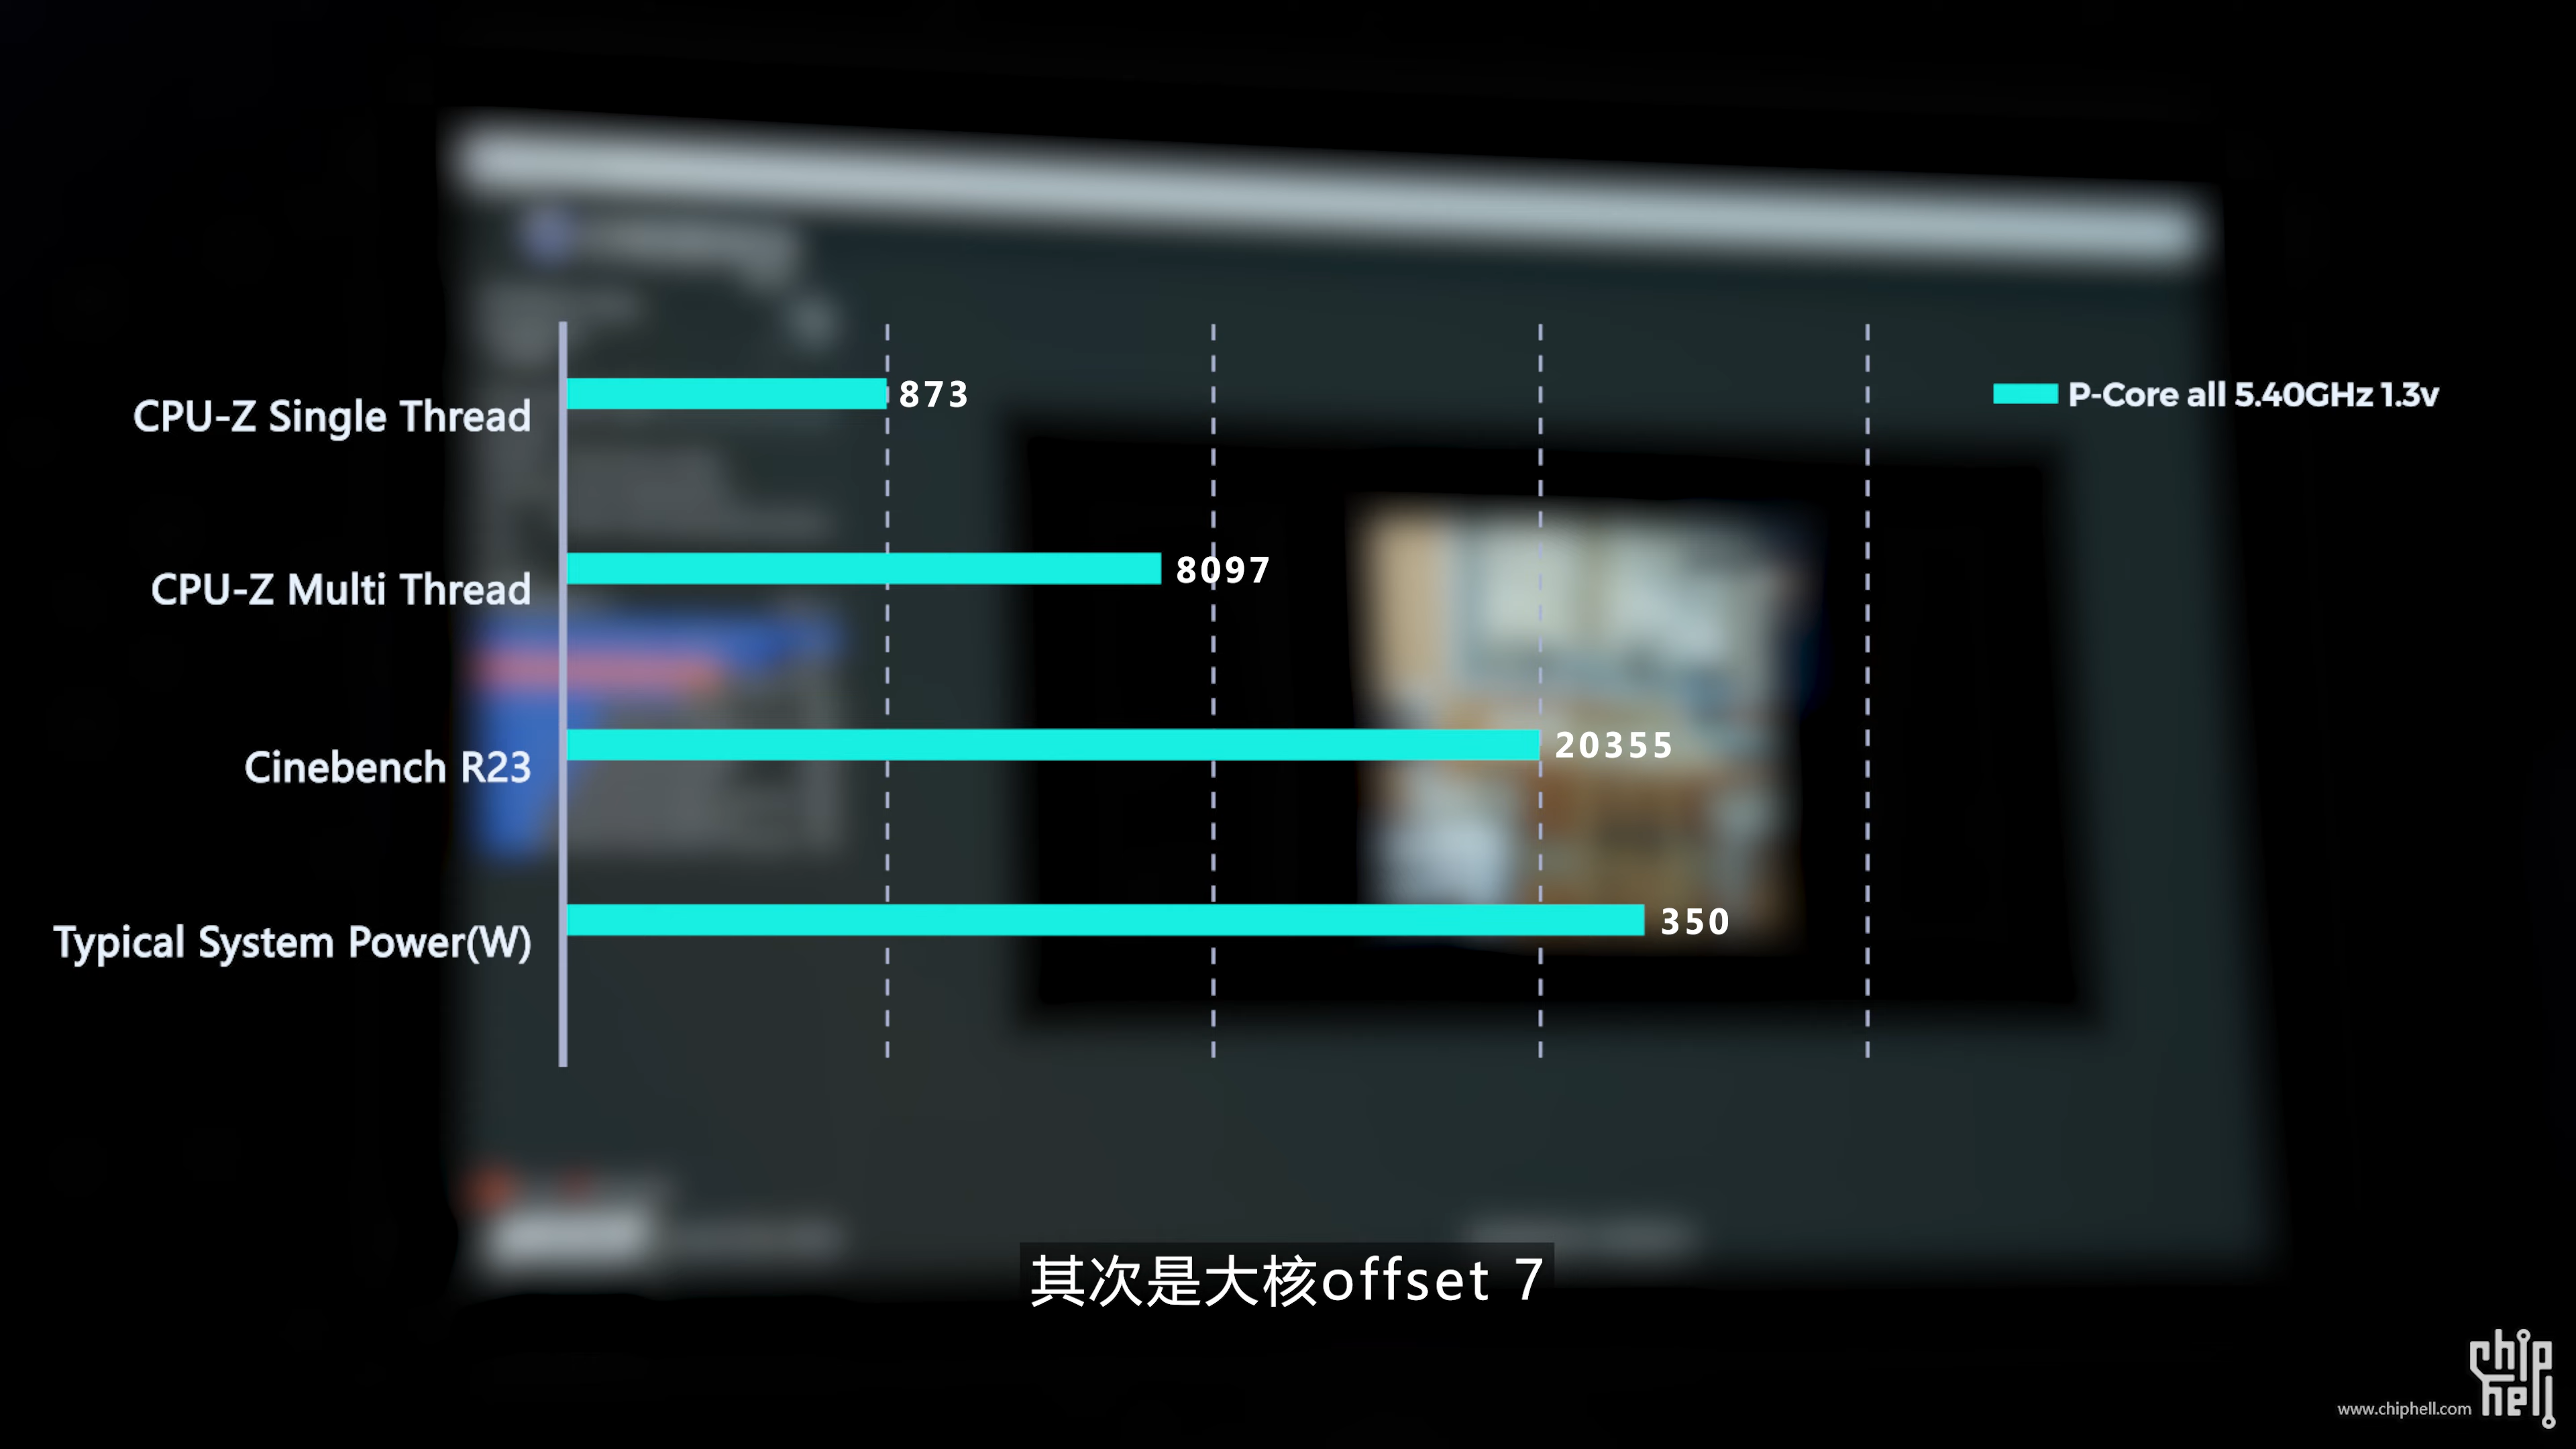 CPU-Z Single Thread
873
P-Core all 5.40GHz 1.3v
CPU-Z Multi Thread
8097
Cinebench R23
20355
Typical System Power(W)
350
其次是大核offset 7
chip
hell
www.chiphell.com